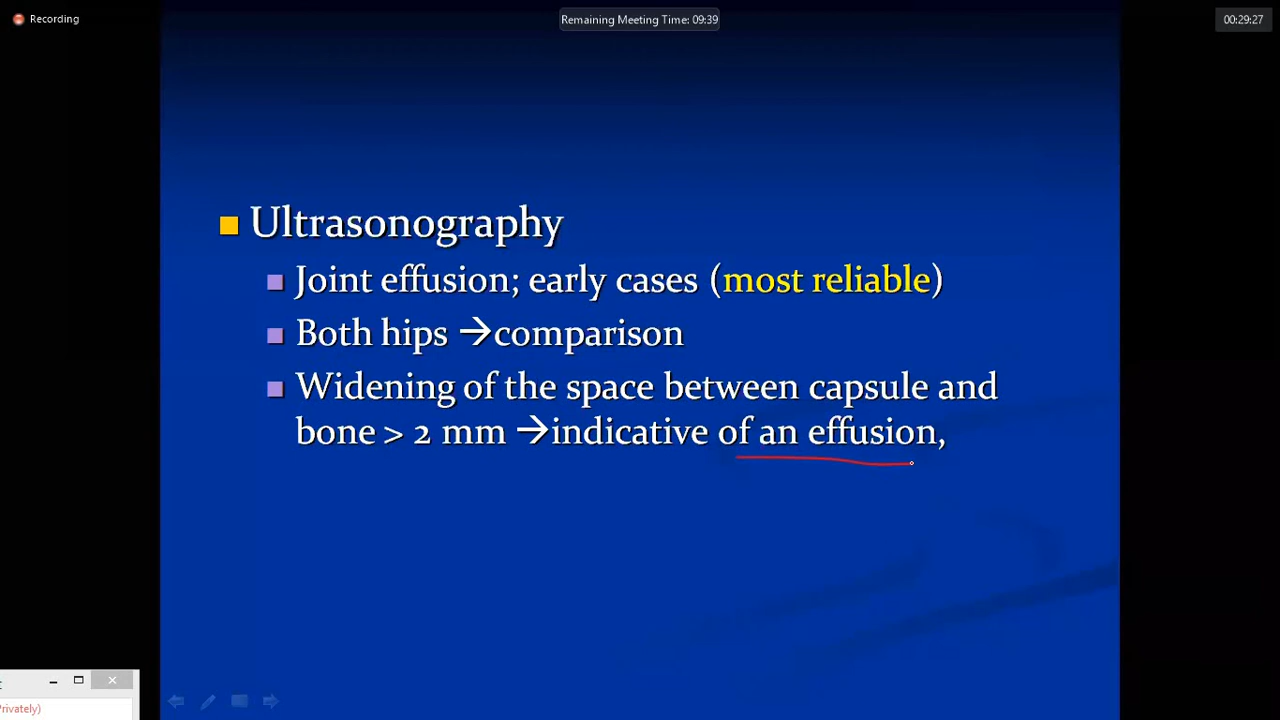 Recording
Remaining Meeting Time: 09:39
00:29:27
Ultrasonography
Joint effusion; early cases (most reliable)
Both hips →comparison
Widening of the space between capsule and
bone > 2 mm →indicative of an effusion,